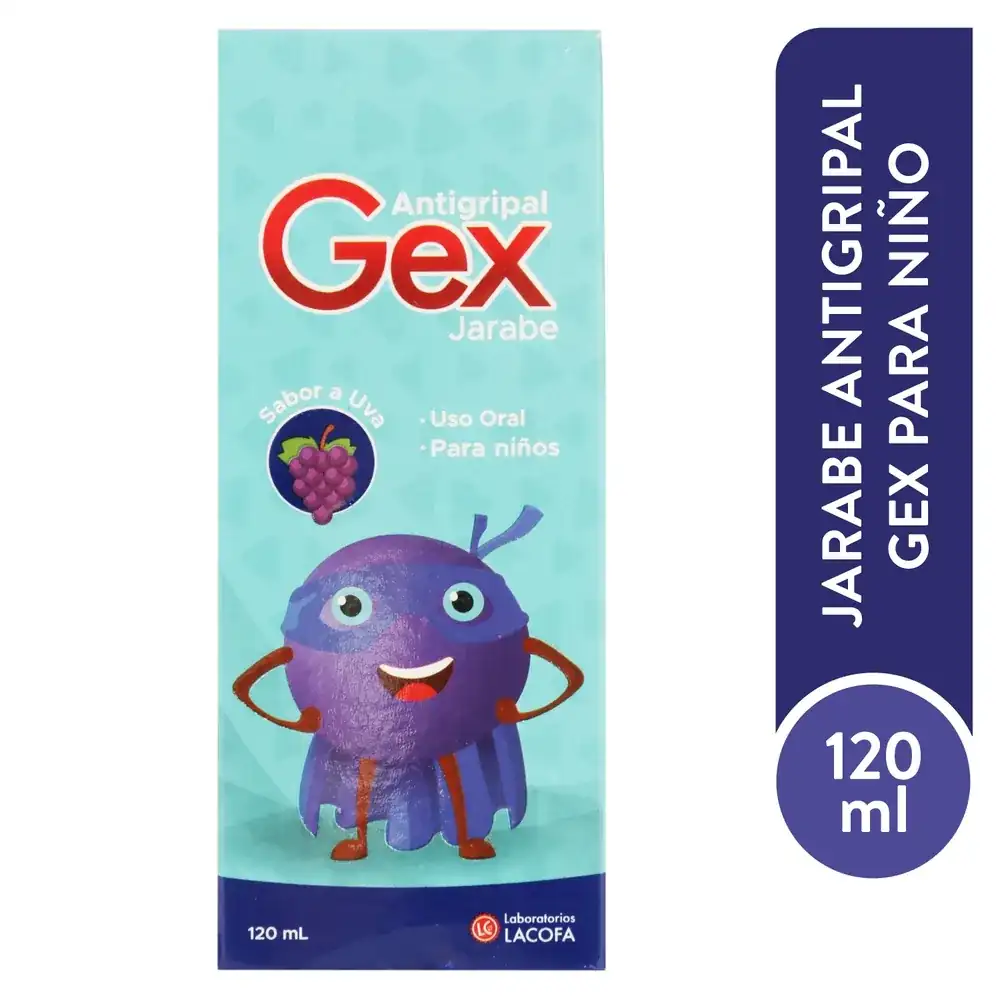 Antigripal
Gex
Jarabe
Sabor a Uva
· Uso Oral
· Para niños
120 mL
LC
Laboratorios
LACOFA
JARABE ANTIGRIPAL
GEX PARA NIÑO
120
ml